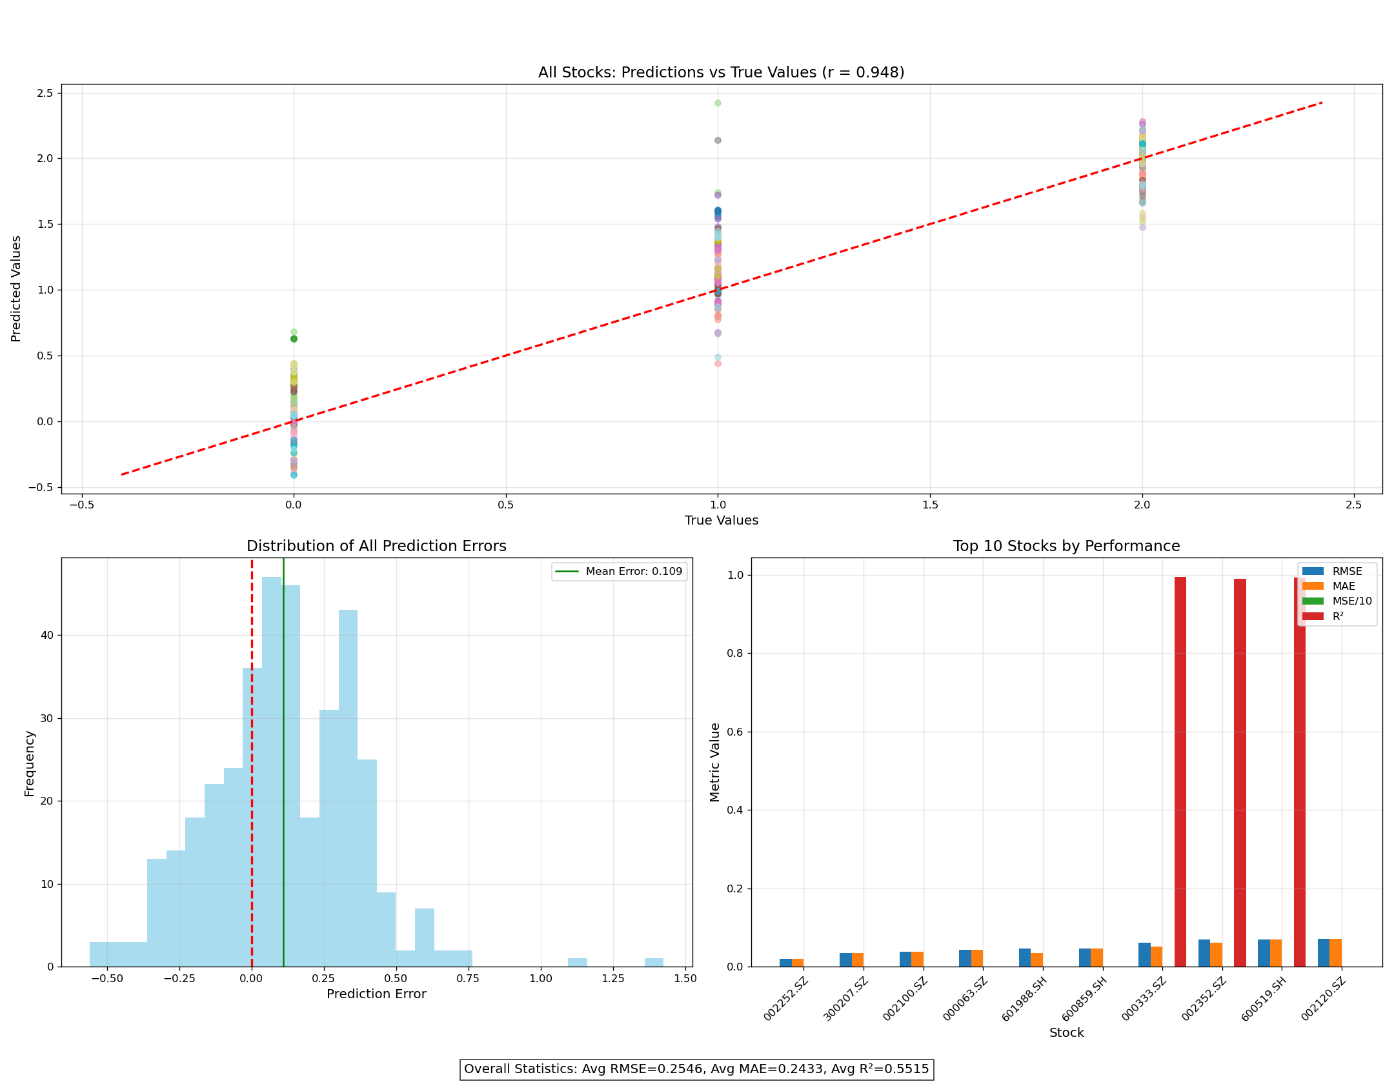 All Stocks: Predictions vs True Values (r = 0.948)
Predicted Values
2.5
2.0
1.5
1.0
0.5
0.0
−0.5
−0.5 0.0 0.5 1.0 1.5 2.0 2.5
True Values
Distribution of All Prediction Errors
Mean Error: 0.109
Frequency
40
30
20
10
0
−0.50 −0.25 0.00 0.25 0.50 0.75 1.00 1.25 1.50
Prediction Error
Top 10 Stocks by Performance
RMSE
MAE
MSE/10
R²
Metric Value
1.0
0.8
0.6
0.4
0.2
0.0
002252.SZ 300207.SZ 002100.SZ 000063.SZ 601988.SH 600859.SH 000333.SZ 002352.SZ 600519.SH 002120.SZ
Stock
Overall Statistics: Avg RMSE=0.2546, Avg MAE=0.2433, Avg R²=0.5515